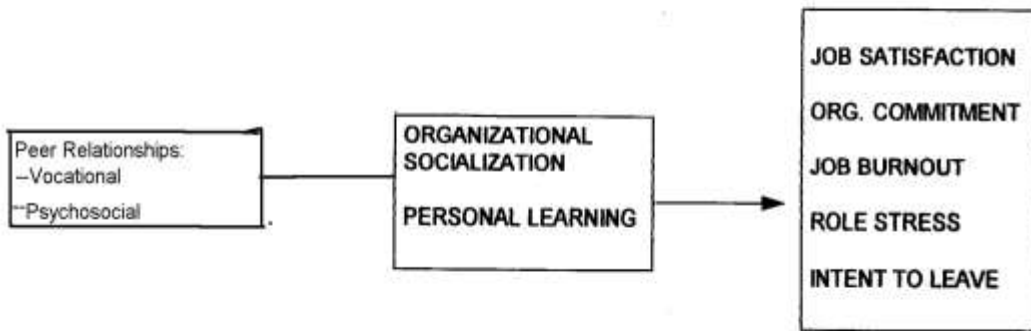 Peer Relationships:
--Vocational
--Psychosocial
ORGANIZATIONAL
SOCIALIZATION
PERSONAL LEARNING
JOB SATISFACTION
ORG. COMMITMENT
JOB BURNOUT
ROLE STRESS
INTENT TO LEAVE